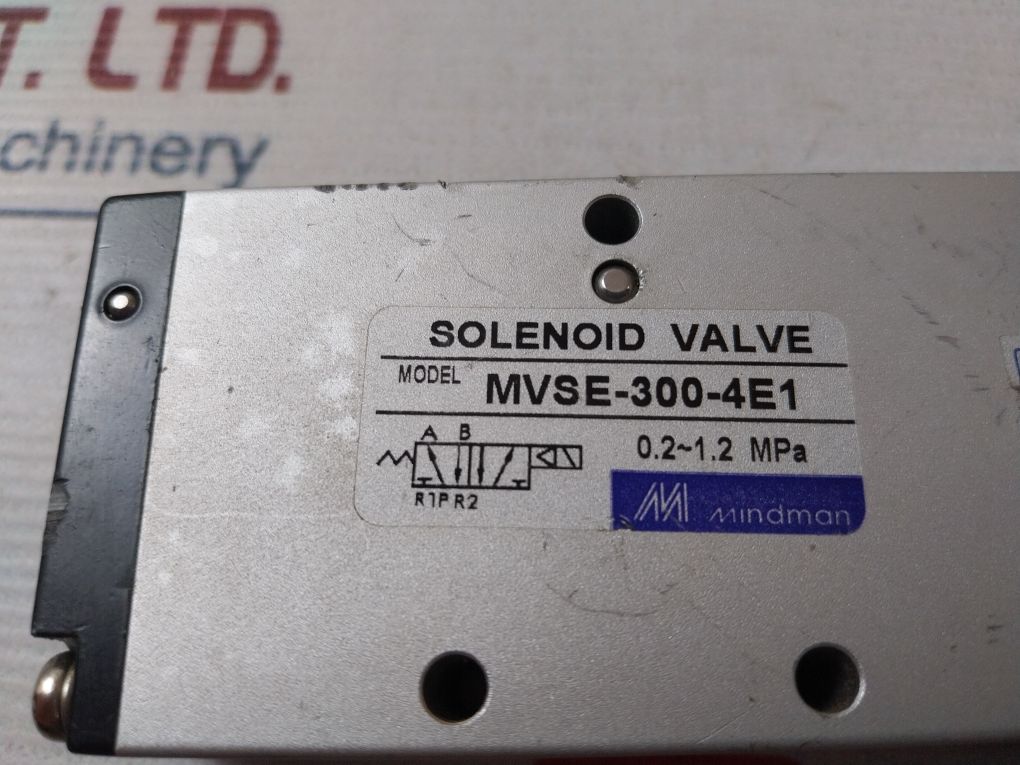 T. LTD.
chinery
SOLENOID VALVE
MODEL MVSE-300-4E1
A B
R1PR2
0.2~1.2 MPa
mindman